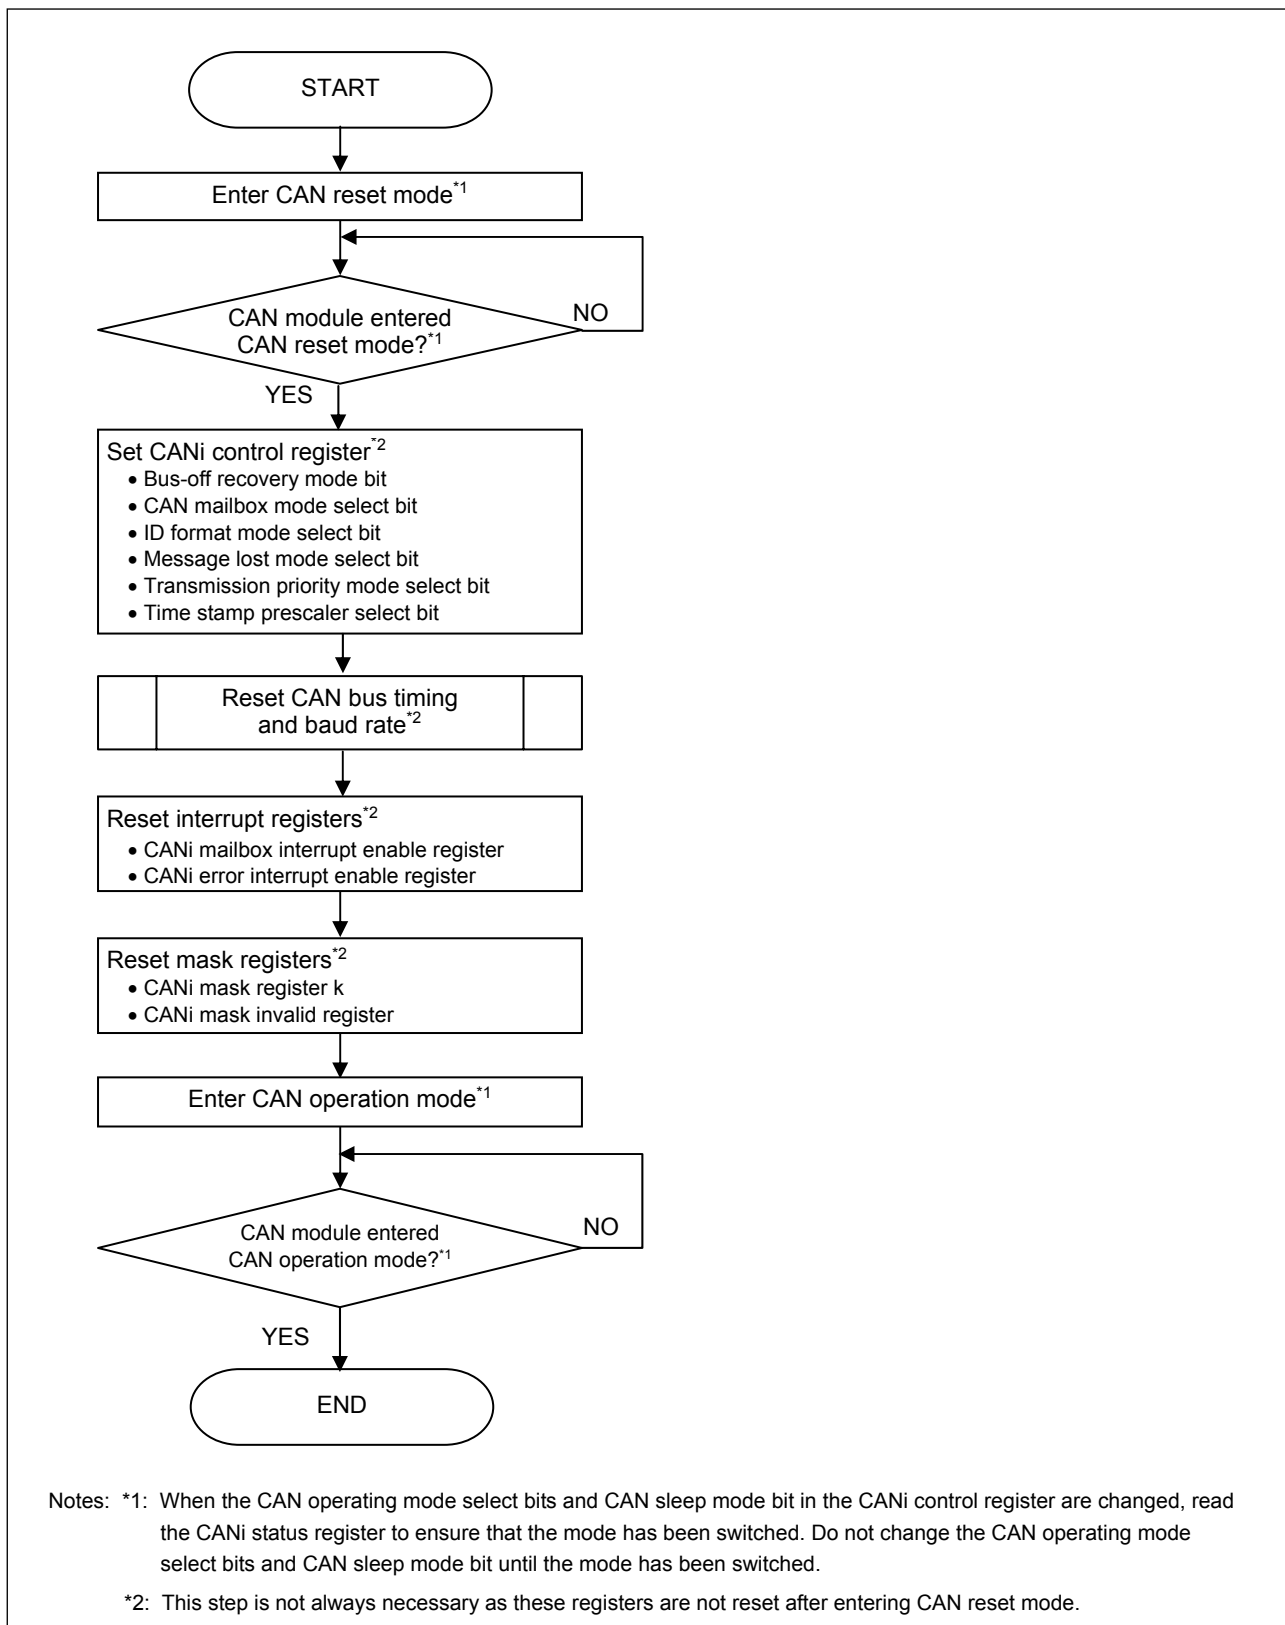 START
Enter CAN reset mode*1
CAN module entered
CAN reset mode?*1
NO
YES
Set CANi control register*2
• Bus-off recovery mode bit
• CAN mailbox mode select bit
• ID format mode select bit
• Message lost mode select bit
• Transmission priority mode select bit
• Time stamp prescaler select bit
Reset CAN bus timing
and baud rate*2
Reset interrupt registers*2
• CANi mailbox interrupt enable register
• CANi error interrupt enable register
Reset mask registers*2
• CANi mask register k
• CANi mask invalid register
Enter CAN operation mode*1
CAN module entered
CAN operation mode?*1
NO
YES
END
Notes: *1: When the CAN operating mode select bits and CAN sleep mode bit in the CANi control register are changed, read
the CANi status register to ensure that the mode has been switched. Do not change the CAN operating mode
select bits and CAN sleep mode bit until the mode has been switched.
*2: This step is not always necessary as these registers are not reset after entering CAN reset mode.